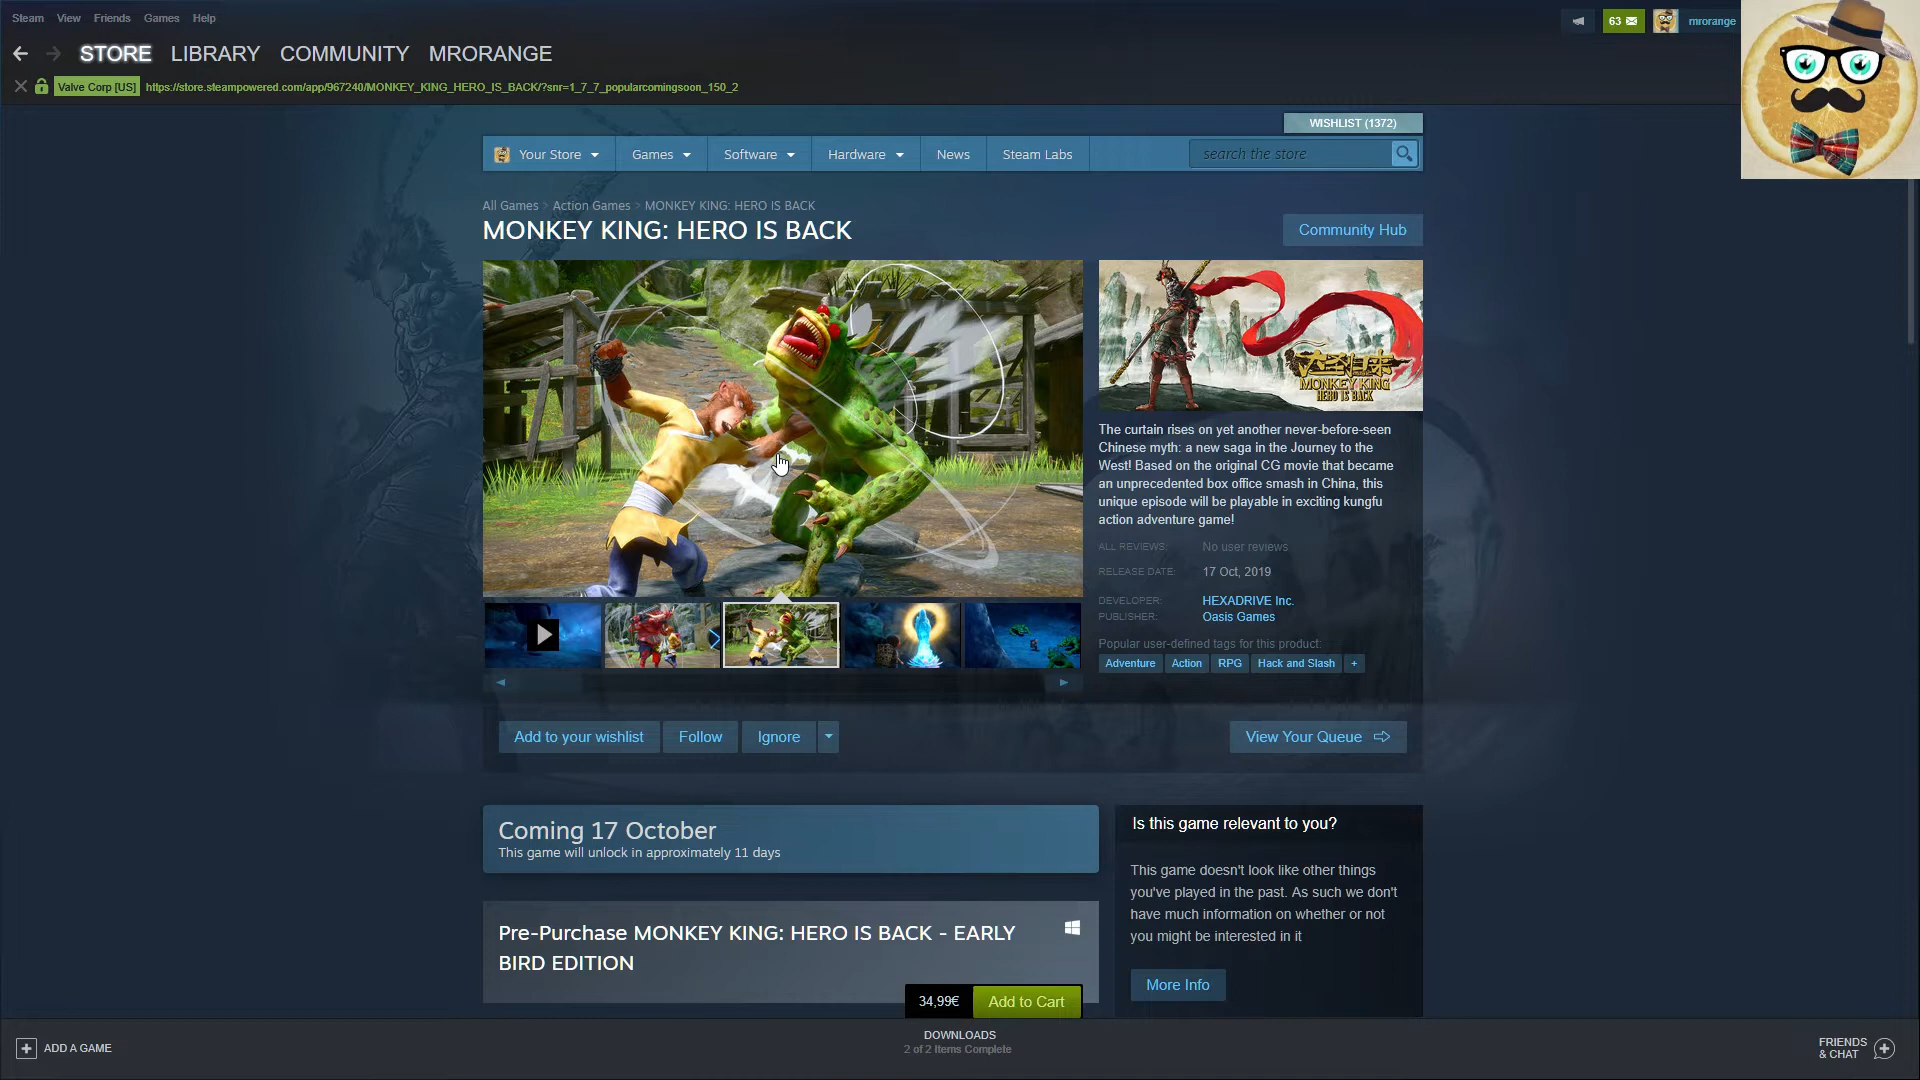 Steam View Friends Games Help
63
mrorange
STORE LIBRARY COMMUNITY MRORANGE
Valve Corp [US] https://store.steampowered.com/app/967240/MONKEY_KING_HERO_IS_BACK/?snr=1_7_7_popularcomingsoon_150_2
WISHLIST (1372)
Your Store Games Software Hardware News Steam Labs search the store
All Games > Action Games > MONKEY KING: HERO IS BACK
MONKEY KING: HERO IS BACK
Community Hub
大圣归来
MONKEY KING
HERO IS BACK
The curtain rises on yet another never-before-seen
Chinese myth: a new saga in the Journey to the
West! Based on the original CG movie that became
an unprecedented box office smash in China, this
unique episode will be playable in exciting kungfu
action adventure game!
ALL REVIEWS: No user reviews
RELEASE DATE: 17 Oct, 2019
DEVELOPER: HEXADRIVE Inc.
PUBLISHER: Oasis Games
Popular user-defined tags for this product:
Adventure Action RPG Hack and Slash +
Add to your wishlist Follow Ignore
View Your Queue
Coming 17 October
This game will unlock in approximately 11 days
Is this game relevant to you?
This game doesn't look like other things
you've played in the past. As such we don't
have much information on whether or not
you might be interested in it
More Info
Pre-Purchase MONKEY KING: HERO IS BACK - EARLY
BIRD EDITION
34,99€ Add to Cart
ADD A GAME
DOWNLOADS
2 of 2 Items Complete
FRIENDS
& CHAT